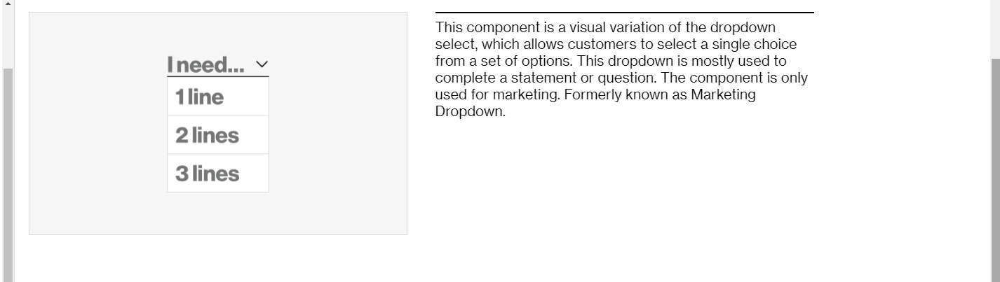 I need...
1 line
2 lines
3 lines
This component is a visual variation of the dropdown
select, which allows customers to select a single choice
from a set of options. This dropdown is mostly used to
complete a statement or question. The component is only
used for marketing. Formerly known as Marketing
Dropdown.